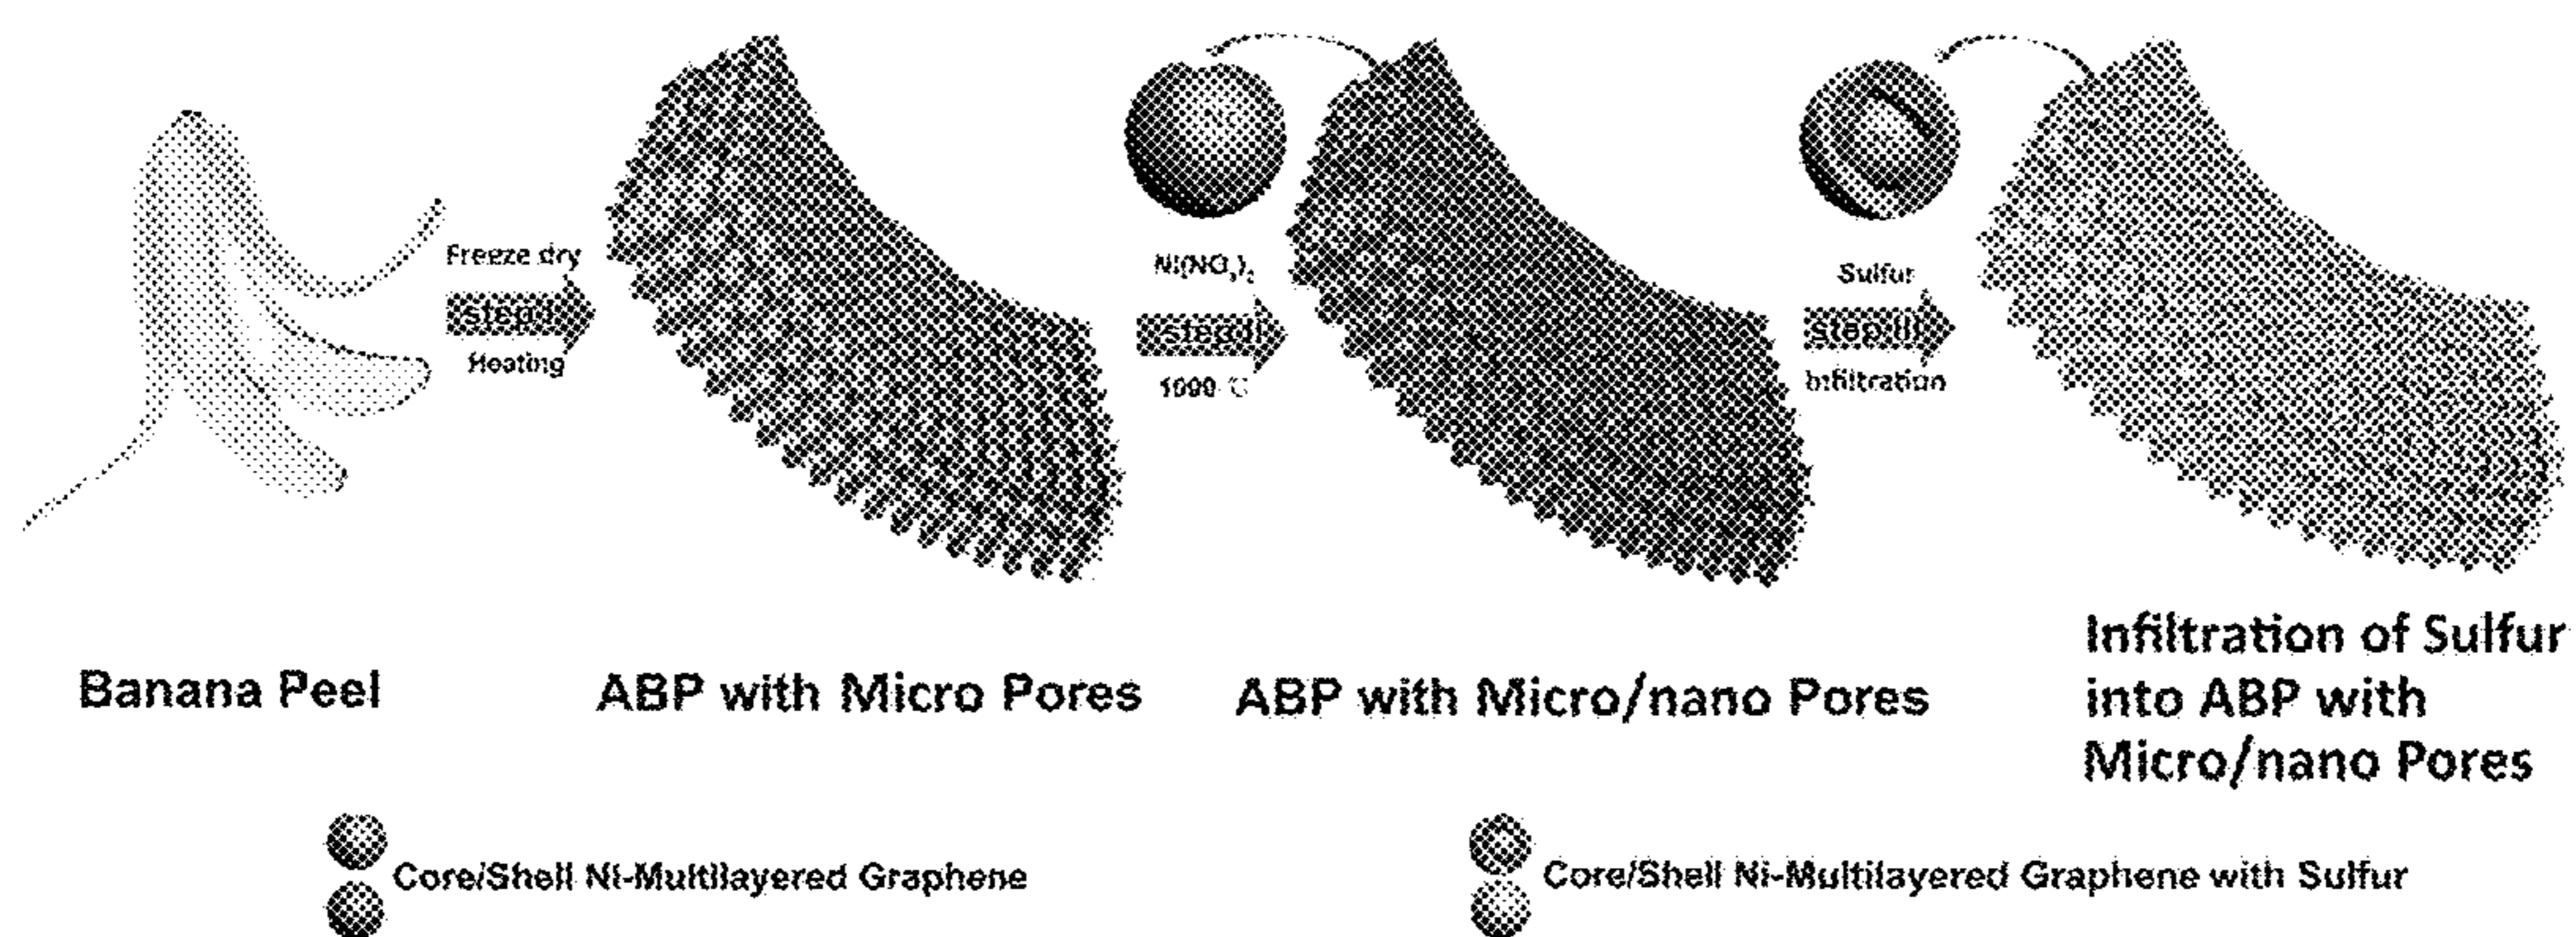 Freeze dry
step I
Heating
Ni(NO3)2
step II
1000 ℃
Sulfur
step III
Infiltration
Banana Peel
ABP with Micro Pores
ABP with Micro/nano Pores
Infiltration of Sulfur
into ABP with
Micro/nano Pores
Core/Shell Ni-Multilayered Graphene
Core/Shell Ni-Multilayered Graphene with Sulfur